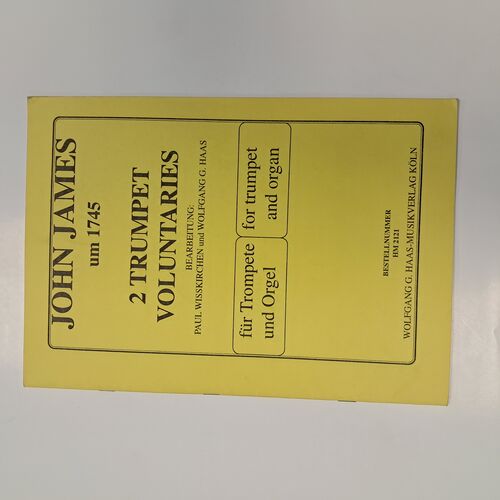 JOHN JAMES
um 1745
2 TRUMPET
VOLUNTARIES
BEARBEITUNG:
PAUL WISSKIRCHEN und WOLFGANG G. HAAS
für Trompete
und Orgel
for trumpet
and organ
BESTELLNUMMER
HM 2121
WOLFGANG G. HAAS-MUSIKVERLAG KÖLN